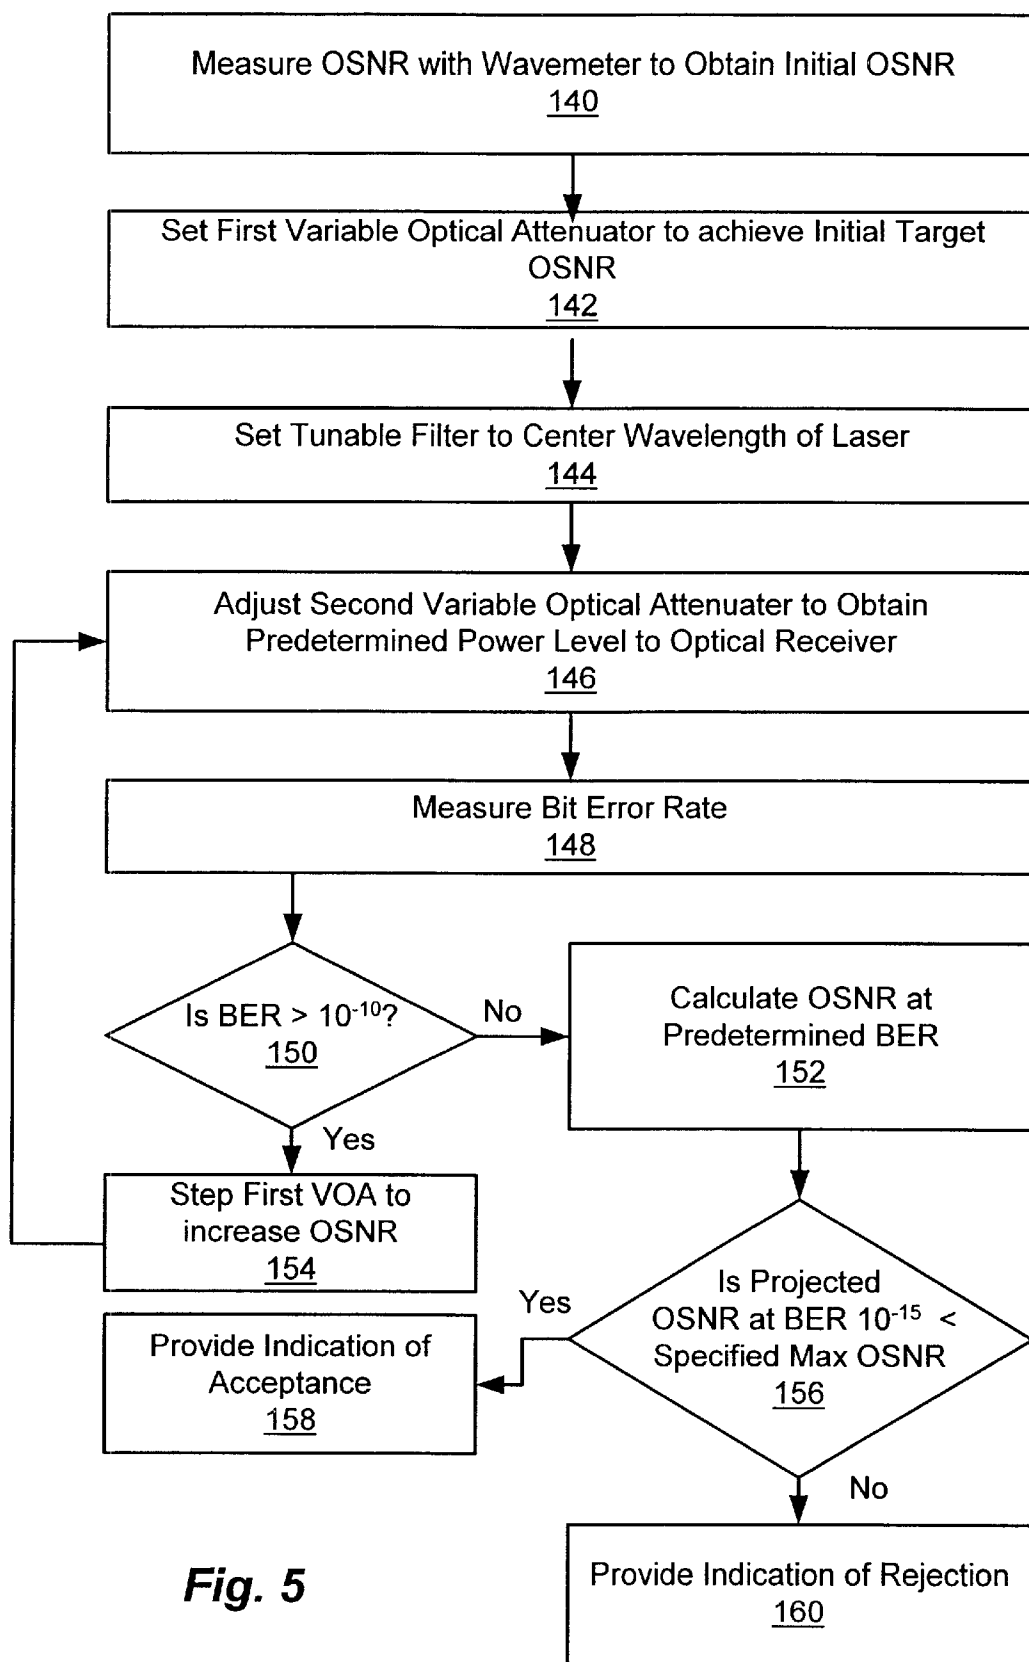 Measure OSNR with Wavemeter to Obtain Initial OSNR
140
Set First Variable Optical Attenuator to achieve Initial Target
OSNR
142
Set Tunable Filter to Center Wavelength of Laser
144
Adjust Second Variable Optical Attenuater to Obtain
Predetermined Power Level to Optical Receiver
146
Measure Bit Error Rate
148
Is BER > 10⁻¹⁰?
150
No
Calculate OSNR at
Predetermined BER
152
Yes
Step First VOA to
increase OSNR
154
Is Projected
OSNR at BER 10⁻¹⁵ <
Specified Max OSNR
156
Yes
Provide Indication of
Acceptance
158
No
Provide Indication of Rejection
160
Fig. 5